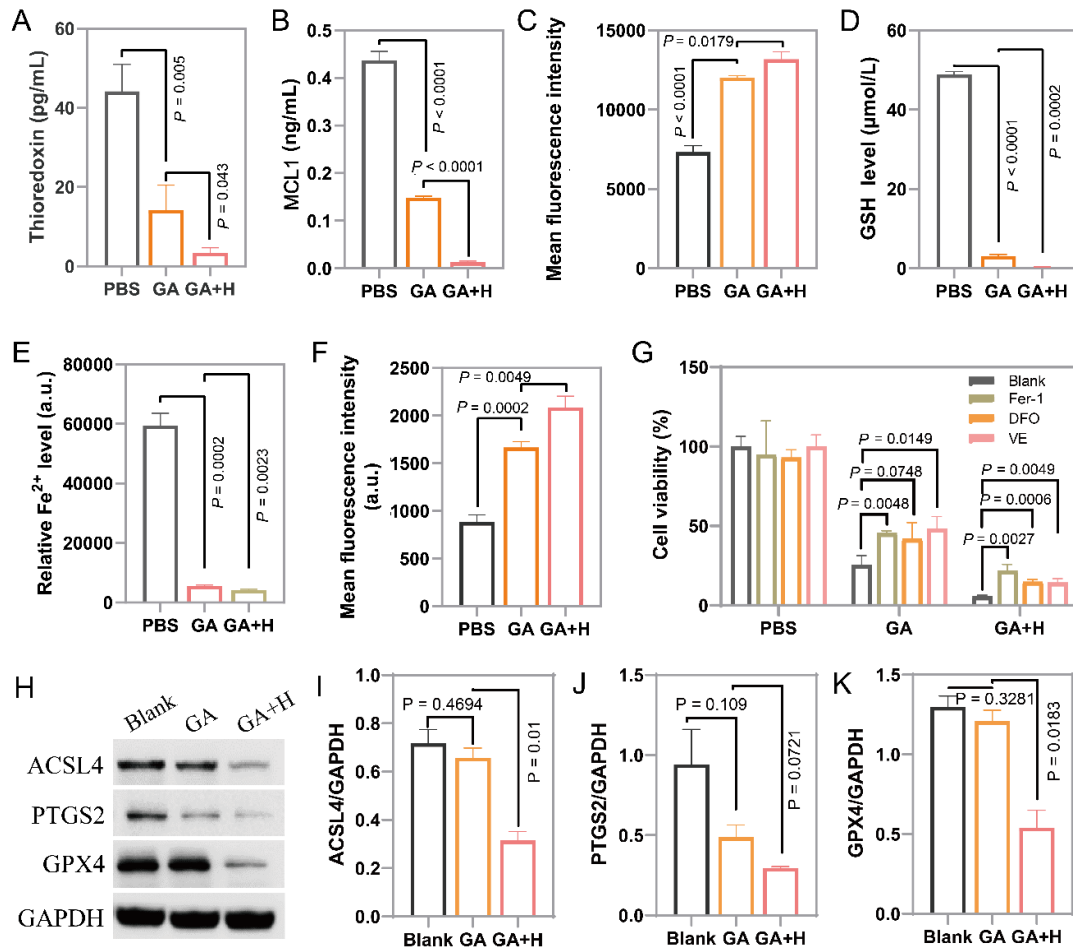 A
Thioredoxin (pg/mL)
60
40
20
0
P = 0.005
P = 0.043
PBS GA GA+H
B
MCL1 (ng/mL)
0.5
0.4
0.3
0.2
0.1
0.0
P < 0.0001
P < 0.0001
PBS GA GA+H
C
Mean fluorescence intensity
15000
10000
5000
0
P = 0.0179
P < 0.0001
PBS GA GA+H
D
GSH level (μmol/L)
60
40
20
0
P < 0.0001
P = 0.0002
PBS GA GA+H
E
Relative Fe2+ level (a.u.)
80000
60000
40000
20000
0
P = 0.0002
P = 0.0023
PBS GA GA+H
F
Mean fluorescence intensity
(a.u.)
2500
2000
1500
1000
500
0
P = 0.0049
P = 0.0002
PBS GA GA+H
G
Cell viability (%)
150
100
50
0
Blank
Fer-1
DFO
VE
P = 0.0149
P = 0.0748
P = 0.0048
P = 0.0049
P = 0.0006
P = 0.0027
PBS GA GA+H
H
Blank GA GA+H
ACSL4
PTGS2
GPX4
GAPDH
I
ACSL4/GAPDH
1.0
0.8
0.6
0.4
0.2
0.0
P = 0.4694
P = 0.01
Blank GA GA+H
J
PTGS2/GAPDH
1.5
1.0
0.5
0.0
P = 0.109
P = 0.0721
Blank GA GA+H
K
GPX4/GAPDH
1.5
1.0
0.5
0.0
P = 0.3281
P = 0.0183
Blank GA GA+H